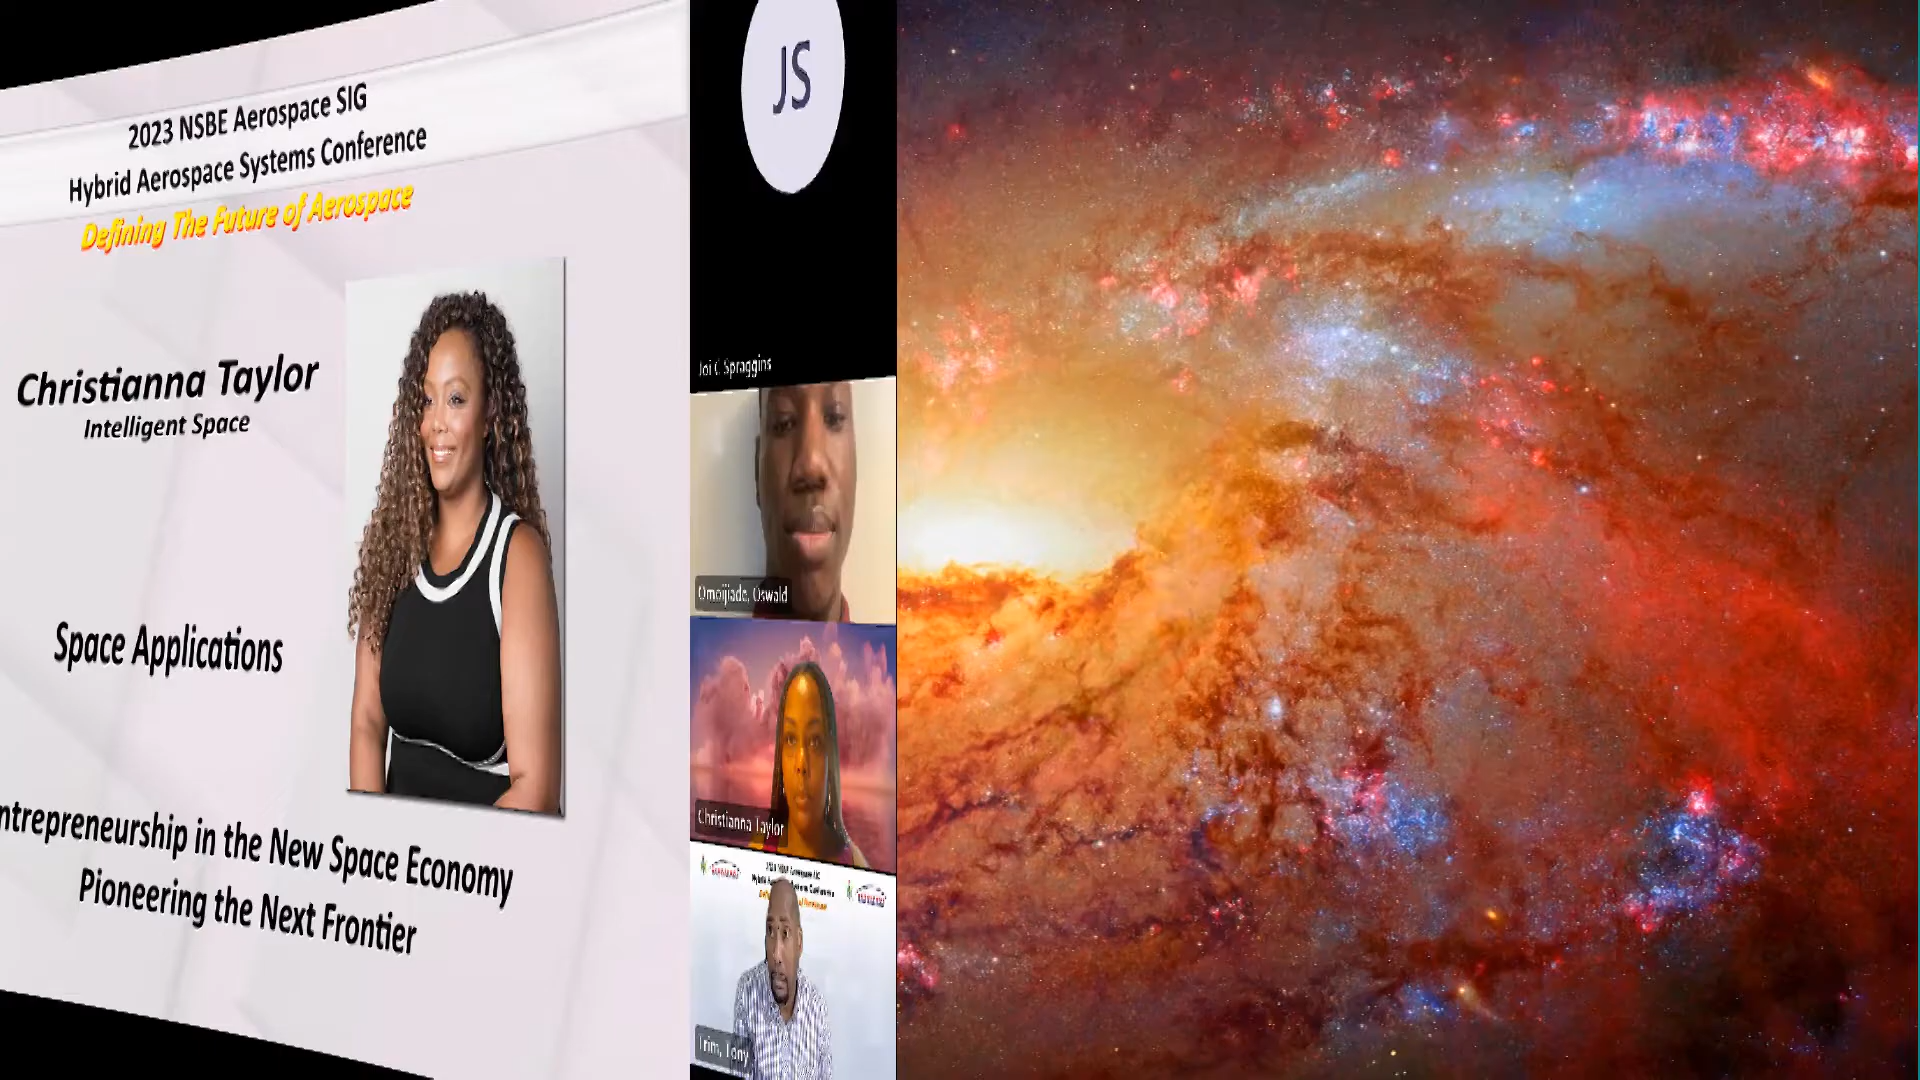 2023 NSBE Aerospace SIG
Hybrid Aerospace Systems Conference
Defining The Future of Aerospace
Christianna Taylor
Intelligent Space
Space Applications
ntrepreneurship in the New Space Economy
Pioneering the Next Frontier
JS
Joi C Spraggins
Omoijiade, Oswald
Christianna Taylor
Trim, Tony